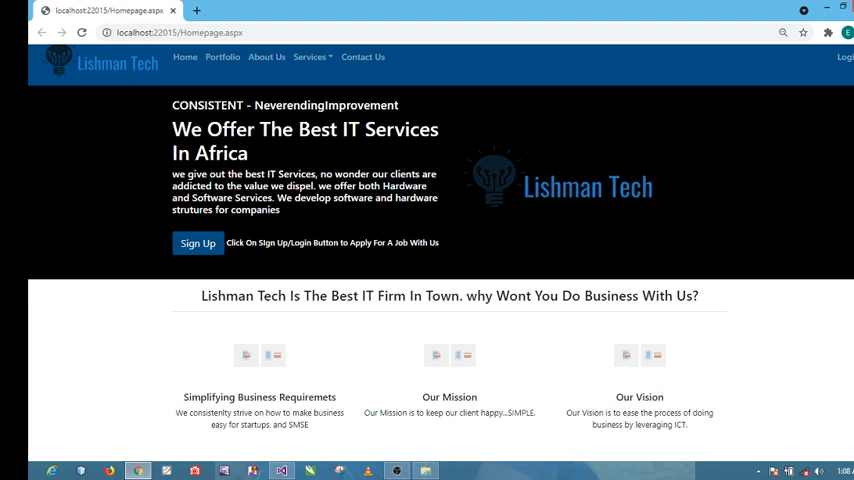 localhost:22015/Homepage.aspx
localhost:22015/Homepage.aspx
E
Lishman Tech
Home Portfolio About Us Services Contact Us
CONSISTENT - NeverendingImprovement
We Offer The Best IT Services
In Africa
we give out the best IT Services, no wonder our clients are
addicted to the value we dispel. we offer both Hardware
and Software Services. We develop software and hardware
strutures for companies
Lishman Tech
Sign Up Click On SIgn Up/Login Button to Apply For A Job With Us
Lishman Tech Is The Best IT Firm In Town. why Wont You Do Business With Us?
Simplifying Business Requiremets
We consistenlty strive on how to make business
easy for startups, and SMSE
Our Mission
Our Mission is to keep our client happy...SIMPLE.
Our Vision
Our Vision is to ease the process of doing
business by leveraging ICT.
1:08